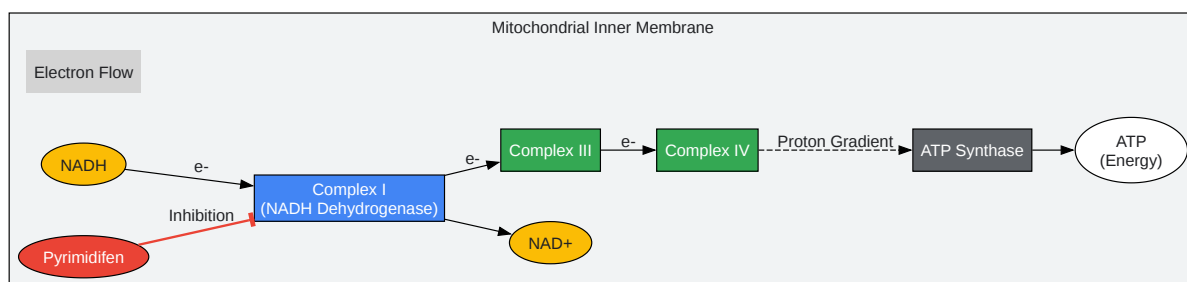 Mitochondrial Inner Membrane
Electron Flow
NADH
e-
Complex I
(NADH Dehydrogenase)
e-
Complex III
e-
Complex IV
Proton Gradient
ATP Synthase
ATP
(Energy)
Inhibition
Pyrimidifen
NAD+